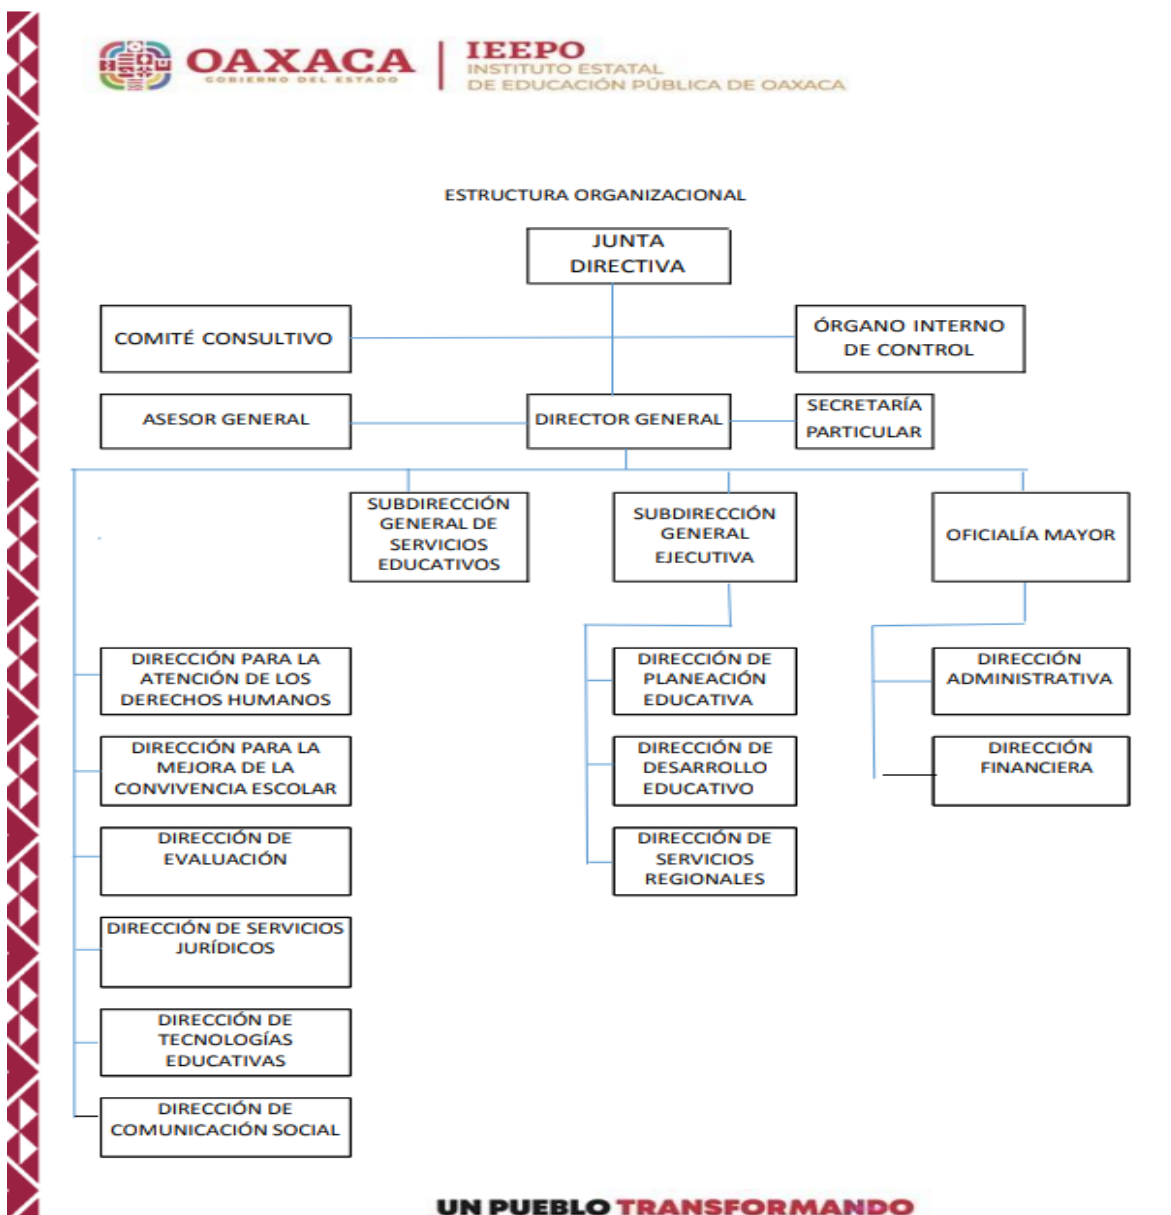 OAXACA
GOBIERNO DEL ESTADO
IEEPO
INSTITUTO ESTATAL
DE EDUCACIÓN PÚBLICA DE OAXACA
ESTRUCTURA ORGANIZACIONAL
JUNTA
DIRECTIVA
COMITÉ CONSULTIVO
ÓRGANO INTERNO
DE CONTROL
ASESOR GENERAL
DIRECTOR GENERAL
SECRETARÍA
PARTICULAR
SUBDIRECCIÓN
GENERAL DE
SERVICIOS
EDUCATIVOS
SUBDIRECCIÓN
GENERAL
EJECUTIVA
OFICIALÍA MAYOR
DIRECCIÓN PARA LA
ATENCIÓN DE LOS
DERECHOS HUMANOS
DIRECCIÓN DE
PLANEACIÓN
EDUCATIVA
DIRECCIÓN
ADMINISTRATIVA
DIRECCIÓN PARA LA
MEJORA DE LA
CONVIVENCIA ESCOLAR
DIRECCIÓN DE
DESARROLLO
EDUCATIVO
DIRECCIÓN
FINANCIERA
DIRECCIÓN DE
EVALUACIÓN
DIRECCIÓN DE
SERVICIOS
REGIONALES
DIRECCIÓN DE SERVICIOS
JURÍDICOS
DIRECCIÓN DE
TECNOLOGÍAS
EDUCATIVAS
DIRECCIÓN DE
COMUNICACIÓN SOCIAL
UN PUEBLO TRANSFORMANDO